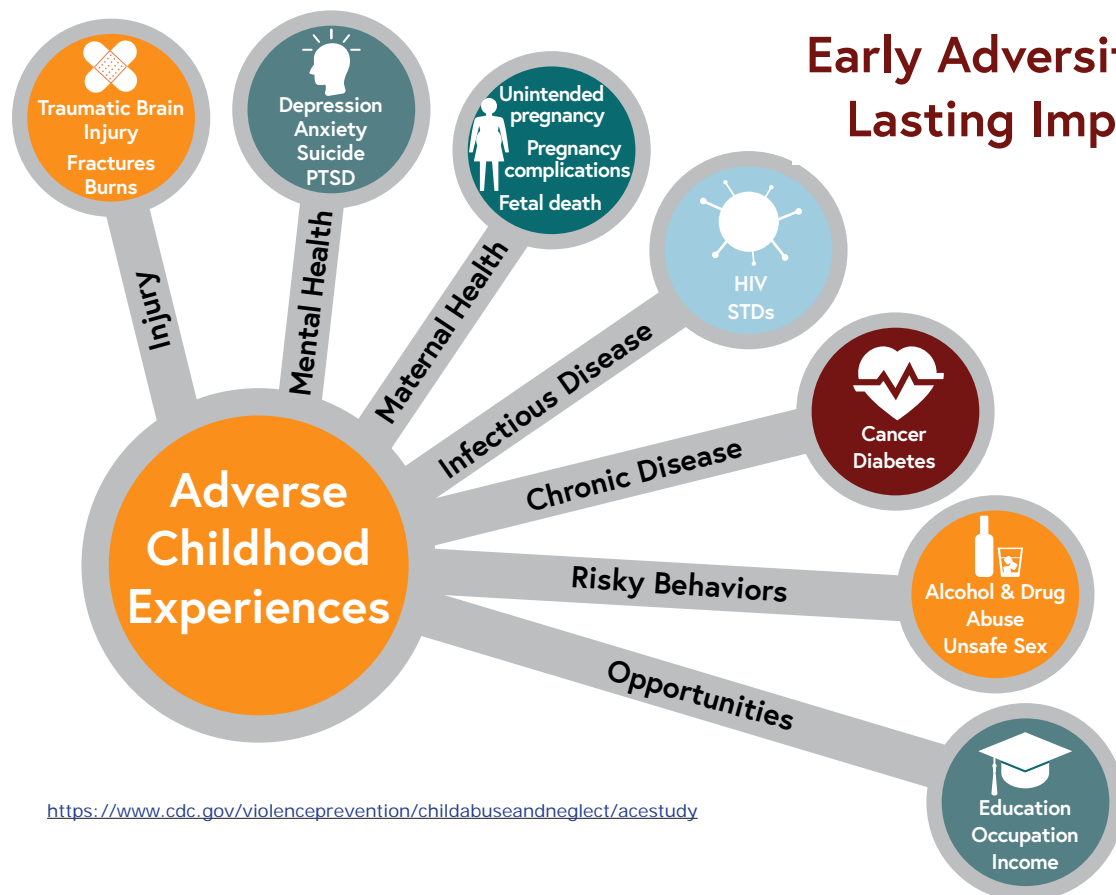 Early Adversit
Lasting Imp
Traumatic Brain
Injury
Fractures
Burns
Depression
Anxiety
Suicide
PTSD
Unintended
pregnancy
Pregnancy
complications
Fetal death
HIV
STDs
Cancer
Diabetes
Alcohol & Drug
Abuse
Unsafe Sex
Education
Occupation
Income
Injury
Mental Health
Maternal Health
Infectious Disease
Chronic Disease
Risky Behaviors
Opportunities
Adverse
Childhood
Experiences
https://www.cdc.gov/violenceprevention/childabuseandneglect/acestudy